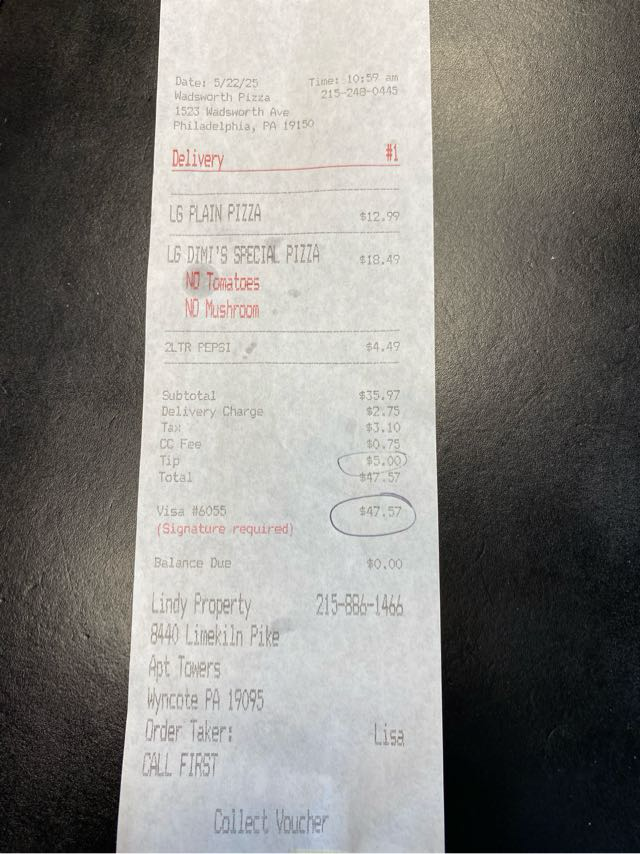 Date: 5/22/25 Time: 10:59 am
Wadsworth Pizza 215-248-0445
1523 Wadsworth Ave
Philadelphia, PA 19150
Delivery #1
LG PLAIN PIZZA $12.99
LG DIMI'S SPECIAL PIZZA $18.49
NO Tomatoes
NO Mushroom
2LTR PEPSI $4.49
Subtotal $35.97
Delivery Charge $2.75
Tax $3.10
CC Fee $0.75
Tip $5.00
Total $47.57
Visa #6055 $47.57
(Signature required)
Balance Due $0.00
Lindy Property 215-886-1466
8440 Limekiln Pike
Apt Towers
Wyncote PA 19095
Order Taker: Lisa
CALL FIRST
Collect Voucher